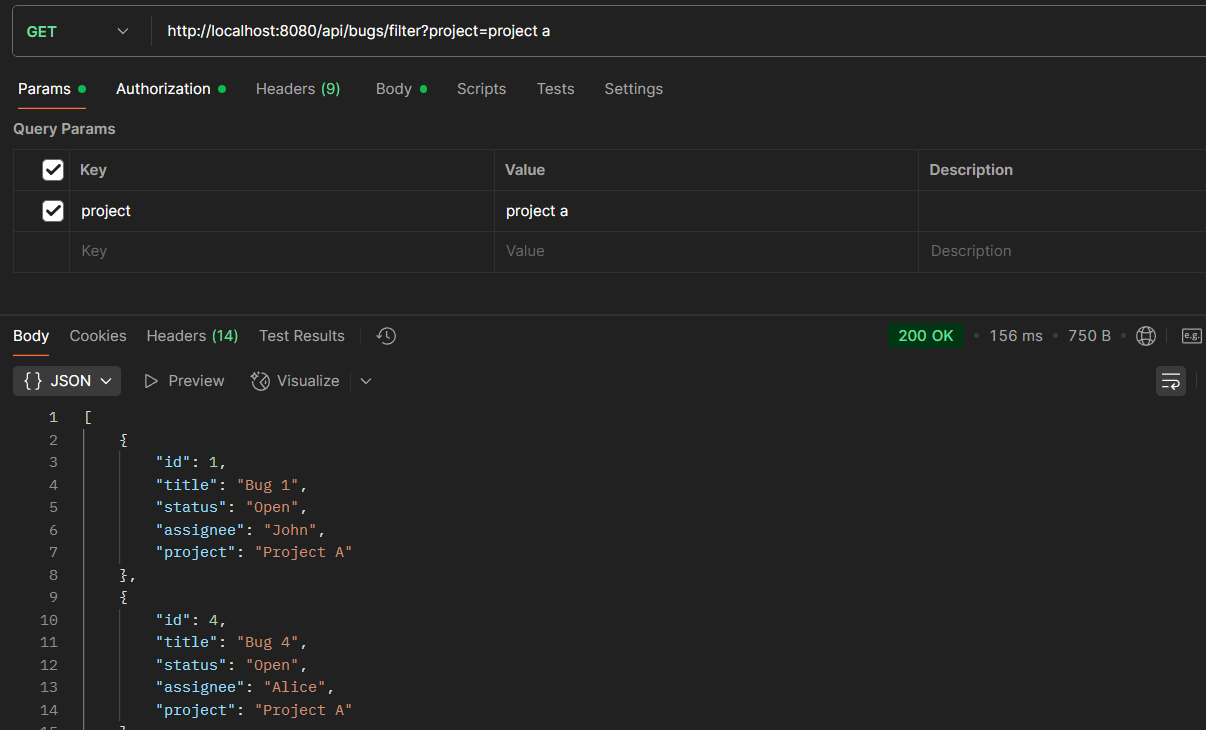 GET http://localhost:8080/api/bugs/filter?project=project a
Params Authorization Headers (9) Body Scripts Tests Settings
Query Params
Key Value Description
project project a
Key Value Description
Body Cookies Headers (14) Test Results 200 OK • 156 ms • 750 B • e.g.
{} JSON Preview Visualize
1 [
2 {
3 "id": 1,
4 "title": "Bug 1",
5 "status": "Open",
6 "assignee": "John",
7 "project": "Project A"
8 },
9 {
10 "id": 4,
11 "title": "Bug 4",
12 "status": "Open",
13 "assignee": "Alice",
14 "project": "Project A"